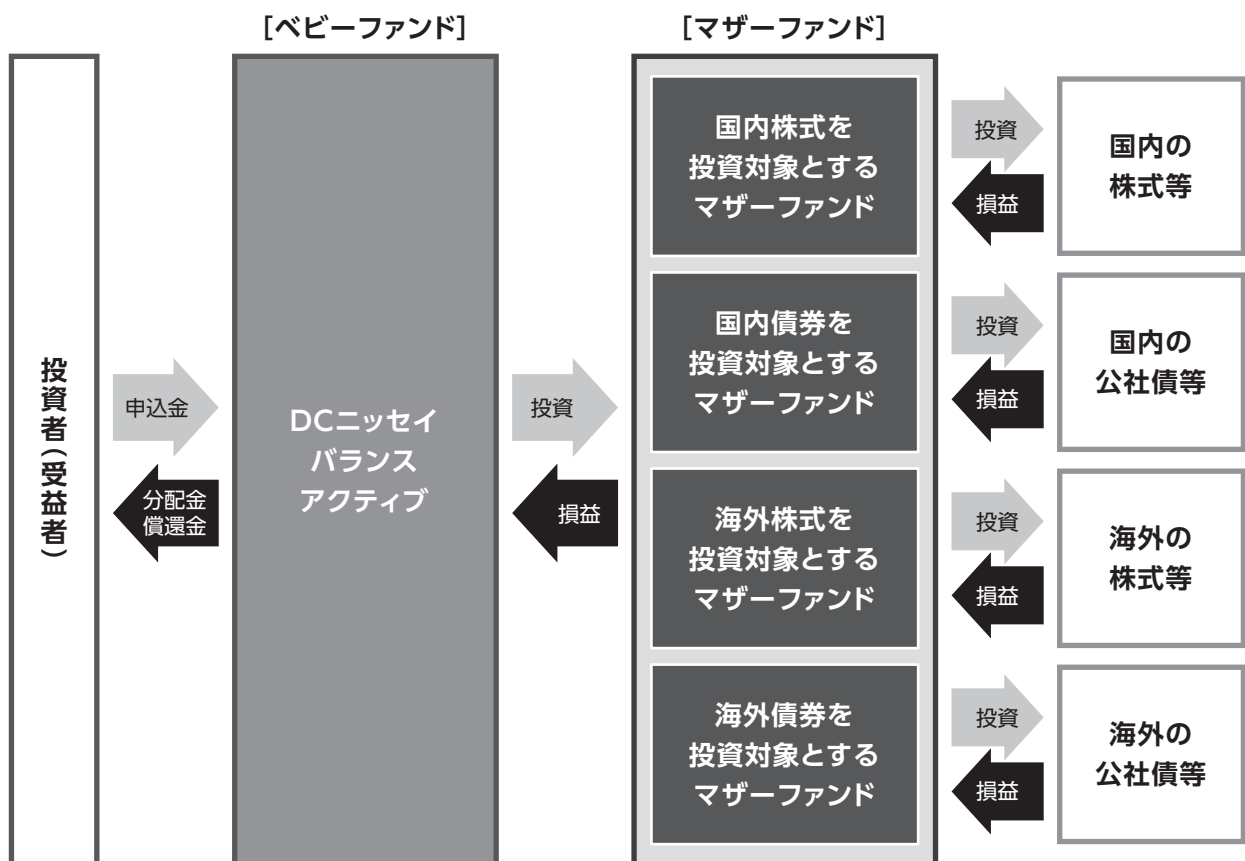 [ベビーファンド]
[マザーファンド]
投資者(受益者)
申込金
分配金
償還金
DCニッセイ
バランス
アクティブ
投資
損益
国内株式を
投資対象とする
マザーファンド
投資
損益
国内の
株式等
国内債券を
投資対象とする
マザーファンド
投資
損益
国内の
公社債等
海外株式を
投資対象とする
マザーファンド
投資
損益
海外の
株式等
海外債券を
投資対象とする
マザーファンド
投資
損益
海外の
公社債等